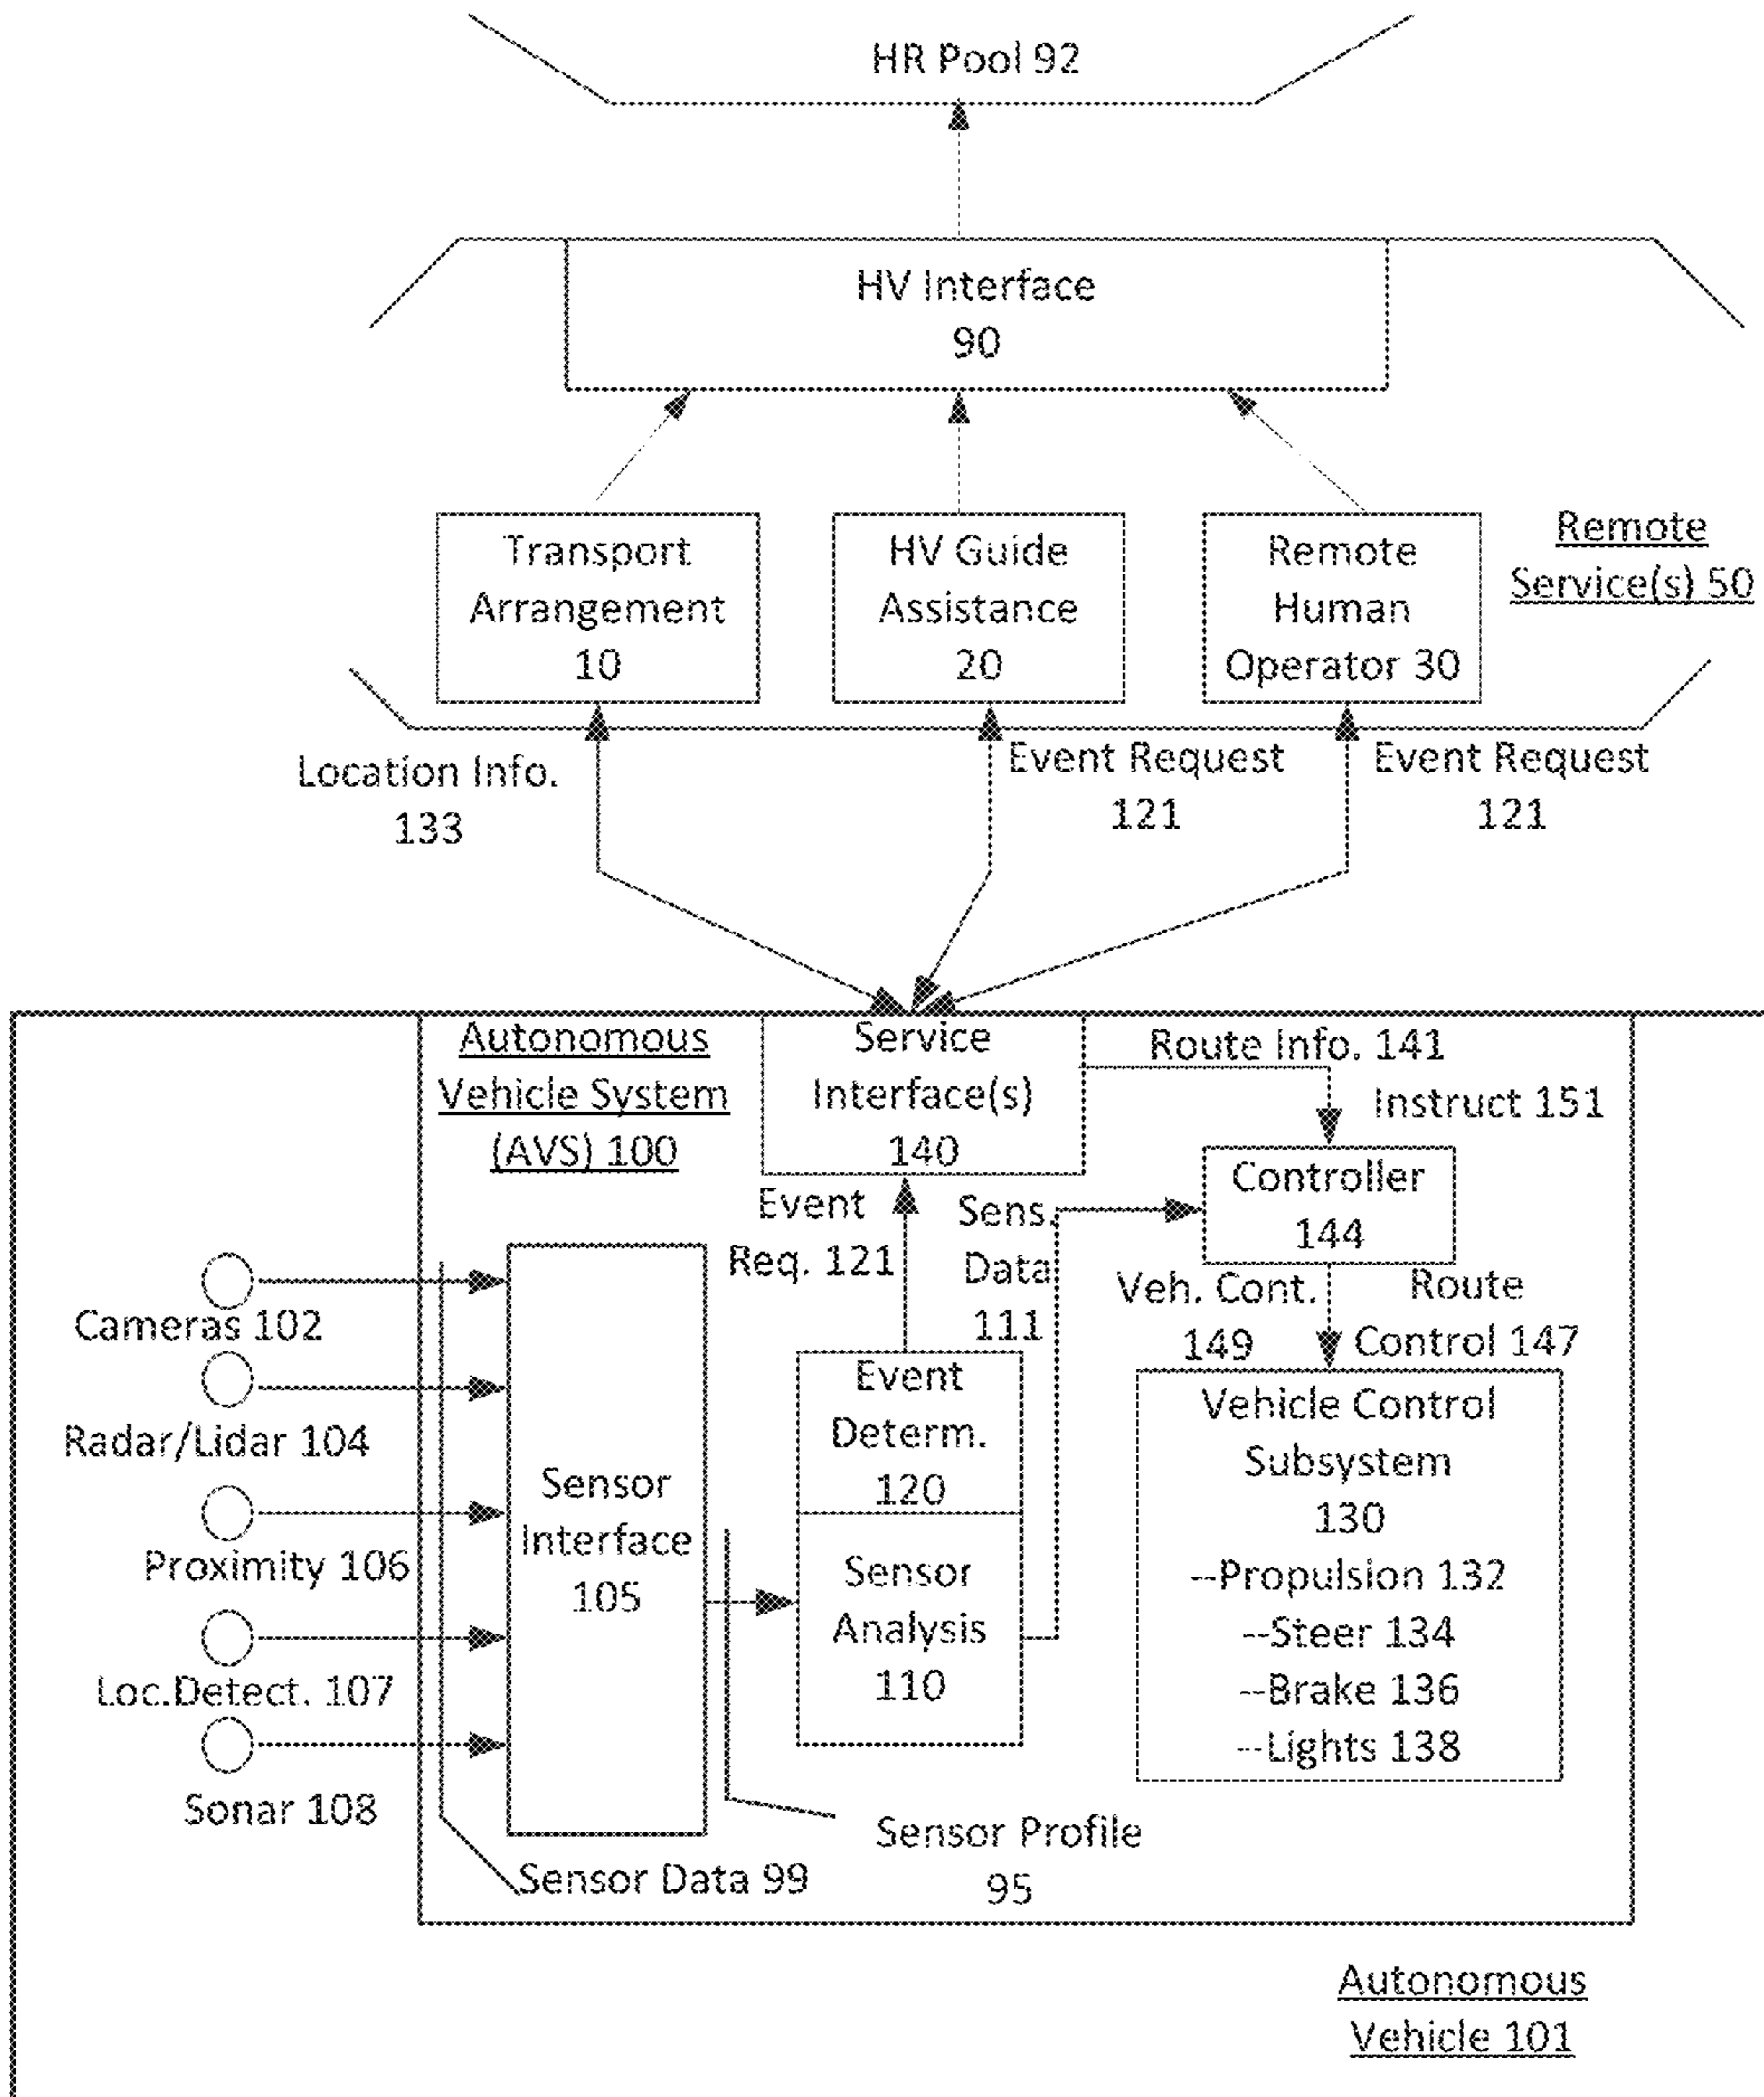 HR Pool 92
HV Interface
90
Transport
Arrangement
10
HV Guide
Assistance
20
Remote
Human
Operator 30
Remote
Service(s) 50
Location Info.
133
Event Request
121
Event Request
121
Autonomous
Vehicle System
(AVS) 100
Service
Interface(s)
140
Route Info. 141
Instruct 151
Controller
144
Event
Req. 121
Sens.
Data
111
Veh. Cont.
149
Route
Control 147
Cameras 102
Radar/Lidar 104
Proximity 106
Loc.Detect. 107
Sonar 108
Sensor
Interface
105
Event
Determ.
120
Sensor
Analysis
110
Vehicle Control
Subsystem
130
--Propulsion 132
--Steer 134
--Brake 136
--Lights 138
Sensor Data 99
Sensor Profile
95
Autonomous
Vehicle 101